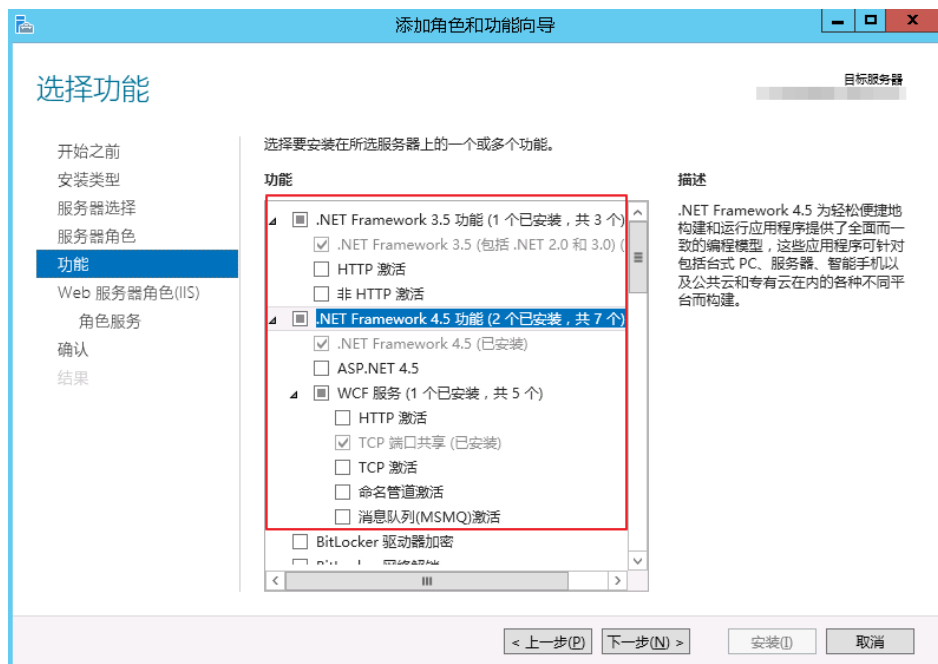 添加角色和功能向导
选择功能
目标服务器
开始之前
安装类型
服务器选择
服务器角色
功能
Web 服务器角色(IIS)
角色服务
确认
结果
选择要安装在所选服务器上的一个或多个功能。
功能
.NET Framework 3.5 功能 (1 个已安装，共 3 个)
.NET Framework 3.5 (包括 .NET 2.0 和 3.0) (
HTTP 激活
非 HTTP 激活
.NET Framework 4.5 功能 (2 个已安装，共 7 个)
.NET Framework 4.5 (已安装)
ASP.NET 4.5
WCF 服务 (1 个已安装，共 5 个)
HTTP 激活
TCP 端口共享 (已安装)
TCP 激活
命名管道激活
消息队列(MSMQ)激活
BitLocker 驱动器加密
描述
.NET Framework 4.5 为轻松便捷地
构建和运行应用程序提供了全面而一
致的编程模型，这些应用程序可针对
包括台式 PC、服务器、智能手机以
及公共云和专有云在内的各种不同平
台而构建。
< 上一步(P)
下一步(N) >
安装(I)
取消